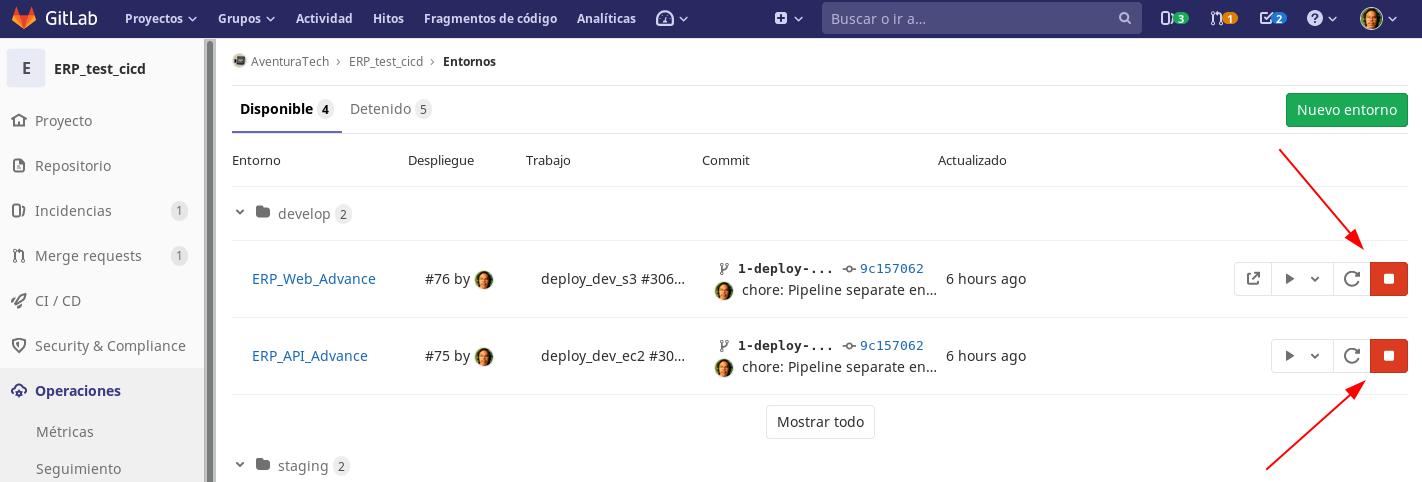 GitLab Proyectos Grupos Actividad Hitos Fragmentos de código Analíticas Buscar o ir a... 3 1 2
E ERP_test_cicd
Proyecto
Repositorio
Incidencias 1
Merge requests 1
CI / CD
Security & Compliance
Operaciones
Métricas
Seguimiento
AventuraTech › ERP_test_cicd › Entornos
Disponible 4 Detenido 5 Nuevo entorno
Entorno Despliegue Trabajo Commit Actualizado
develop 2
ERP_Web_Advance #76 by deploy_dev_s3 #306... 1-deploy-... 9c157062 6 hours ago
chore: Pipeline separate en...
ERP_API_Advance #75 by deploy_dev_ec2 #30... 1-deploy-... 9c157062 6 hours ago
chore: Pipeline separate en...
Mostrar todo
staging 2